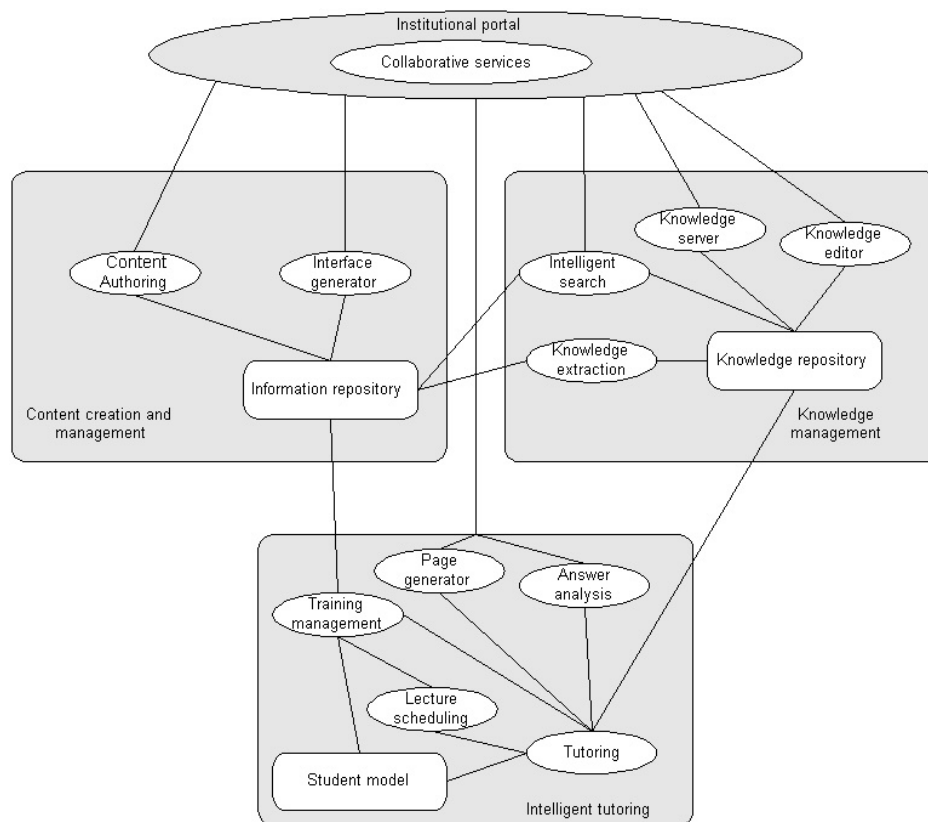 Institutional portal
Collaborative services
Content
Authoring
Interface
generator
Information repository
Content creation and
management
Knowledge
server
Knowledge
editor
Intelligent
search
Knowledge
extraction
Knowledge repository
Knowledge
management
Page
generator
Answer
analysis
Training
management
Lecture
scheduling
Tutoring
Student model
Intelligent tutoring